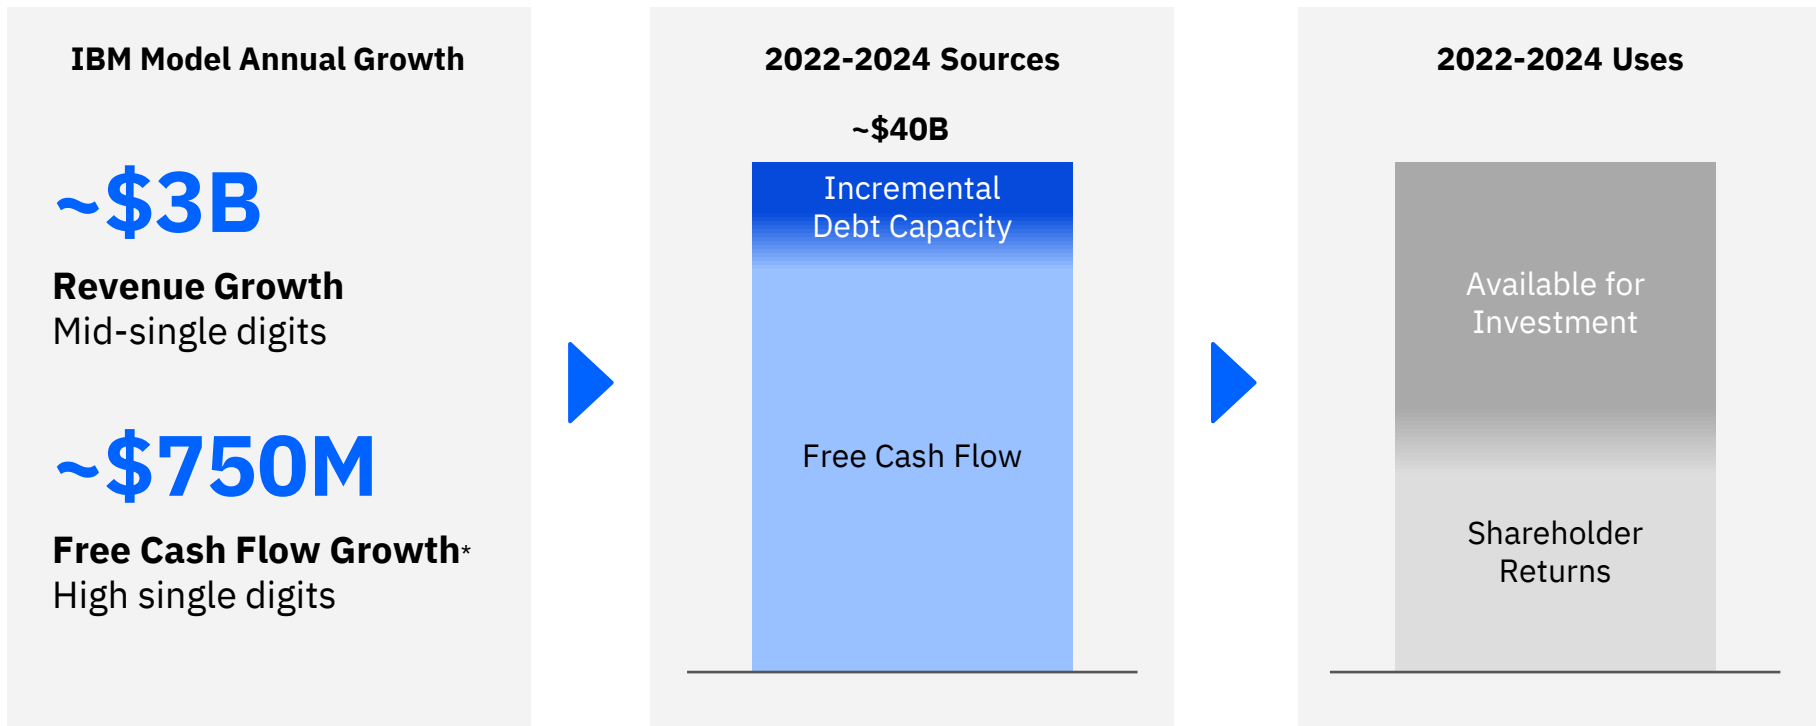 IBM Model Annual Growth
~$3B
Revenue Growth
Mid-single digits
~$750M
Free Cash Flow Growth*
High single digits
2022-2024 Sources
~$40B
Incremental
Debt Capacity
Free Cash Flow
2022-2024 Uses
Available for
Investment
Shareholder
Returns